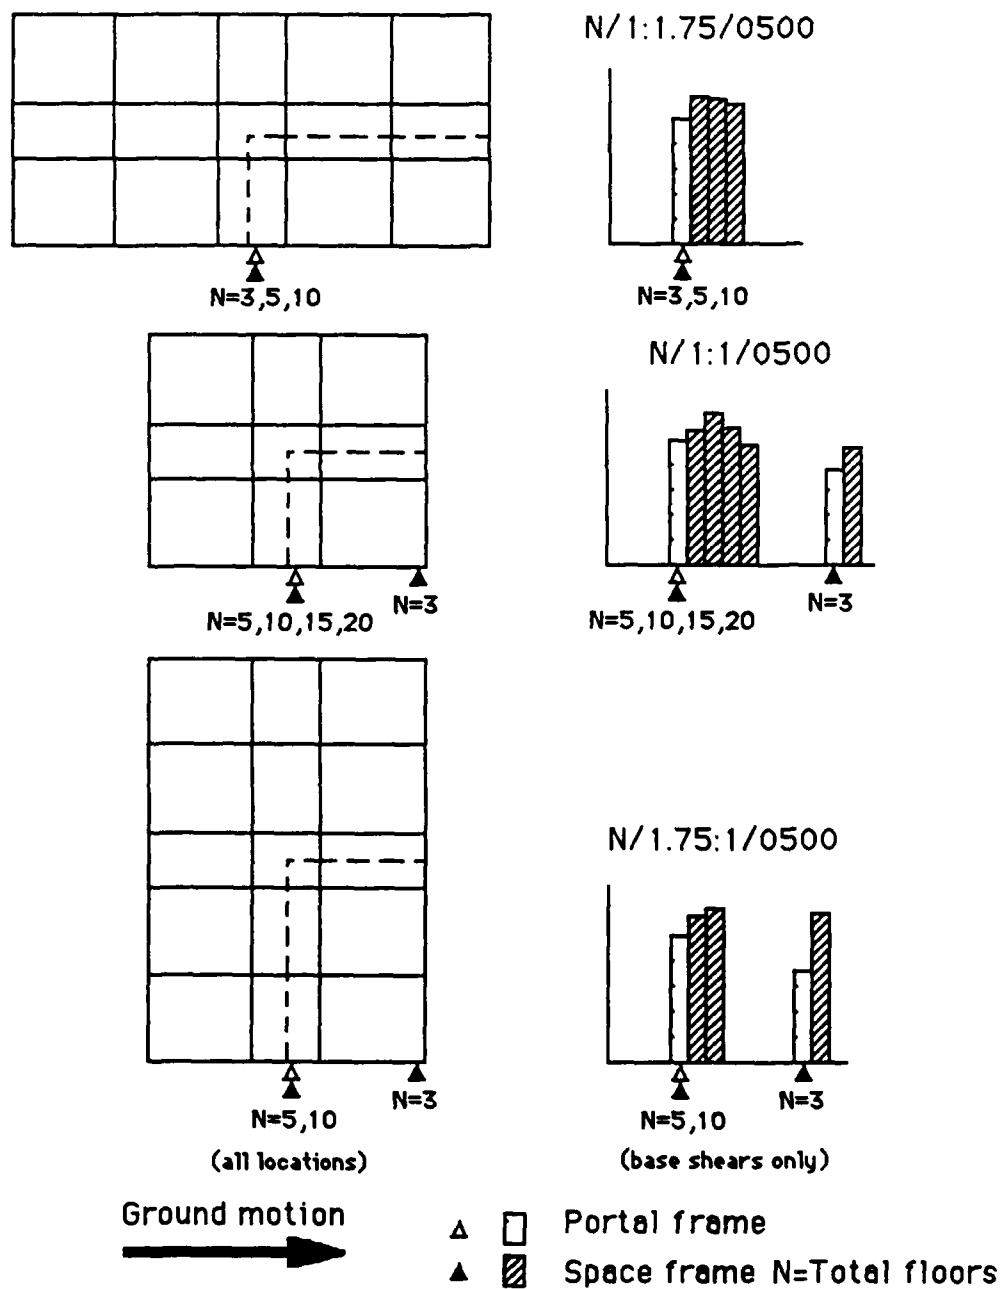 N/1:1.75/0500
N=3,5,10
N=3,5,10
N/1:1/0500
N=3
N=5,10,15,20
N=3
N=5,10,15,20
N/1.75:1/0500
N=3
N=5,10
N=3
N=5,10
(all locations)
(base shears only)
Ground motion
Portal frame
Space frame N=Total floors